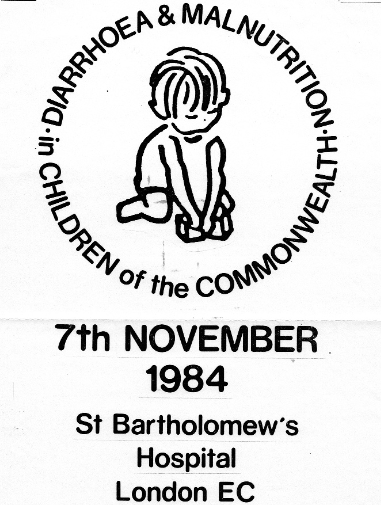 DIARRHOEA & MALNUTRITION · in CHILDREN of the COMMONWEALTH ·
7th NOVEMBER
1984
St Bartholomew's
Hospital
London EC